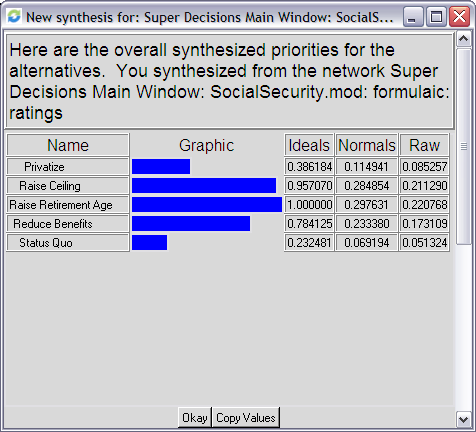 New synthesis for: Super Decisions Main Window: SocialS...
Here are the overall synthesized priorities for the
alternatives. You synthesized from the network Super
Decisions Main Window: SocialSecurity.mod: formulaic:
ratings
Name Graphic Ideals Normals Raw
Privatize 0.386184 0.114941 0.085257
Raise Ceiling 0.957070 0.284854 0.211290
Raise Retirement Age 1.000000 0.297631 0.220768
Reduce Benefits 0.784125 0.233380 0.173109
Status Quo 0.232481 0.069194 0.051324
Okay Copy Values